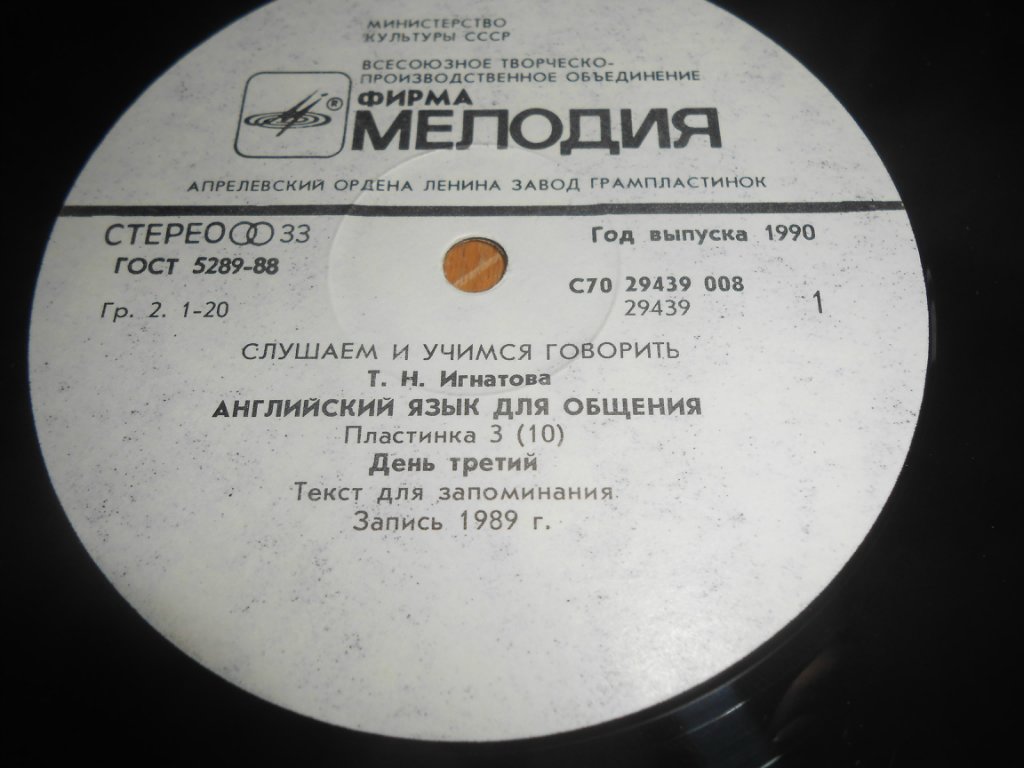 МИНИСТЕРСТВО
КУЛЬТУРЫ СССР
ВСЕСОЮЗНОЕ ТВОРЧЕСКО-
ПРОИЗВОДСТВЕННОЕ ОБЪЕДИНЕНИЕ
®
ФИРМА
МЕЛОДИЯ
АПРЕЛЕВСКИЙ ОРДЕНА ЛЕНИНА ЗАВОД ГРАМПЛАСТИНОК
СТЕРЕО 33
Год выпуска 1990
ГОСТ 5289-88
С70 29439 008
Гр. 2. 1-20
29439
1
СЛУШАЕМ И УЧИМСЯ ГОВОРИТЬ
Т. Н. Игнатова
АНГЛИЙСКИЙ ЯЗЫК ДЛЯ ОБЩЕНИЯ
Пластинка 3 (10)
День третий
Текст для запоминания
Запись 1989 г.